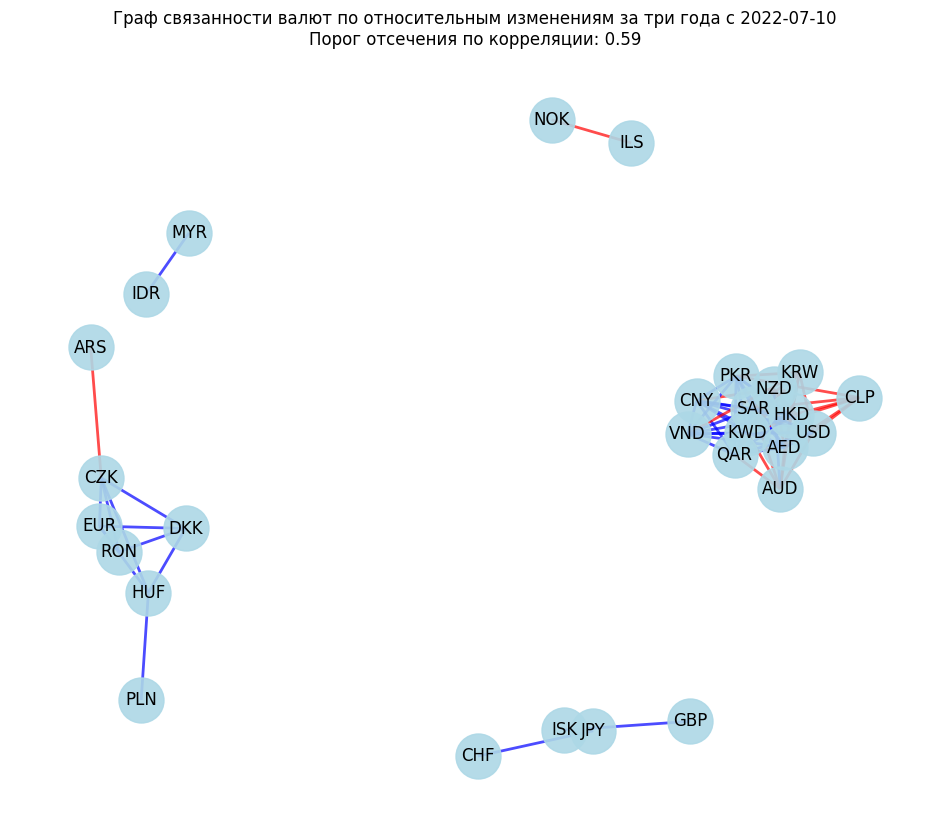 Граф связанности валют по относительным изменениям за три года с 2022-07-10
Порог отсечения по корреляции: 0.59
NOK
ILS
MYR
IDR
ARS
PKR
KRW
NZD
CLP
CNY
SAR
HKD
VND
KWD
USD
AED
QAR
AUD
CZK
EUR
DKK
RON
HUF
PLN
GBP
ISK
JPY
CHF